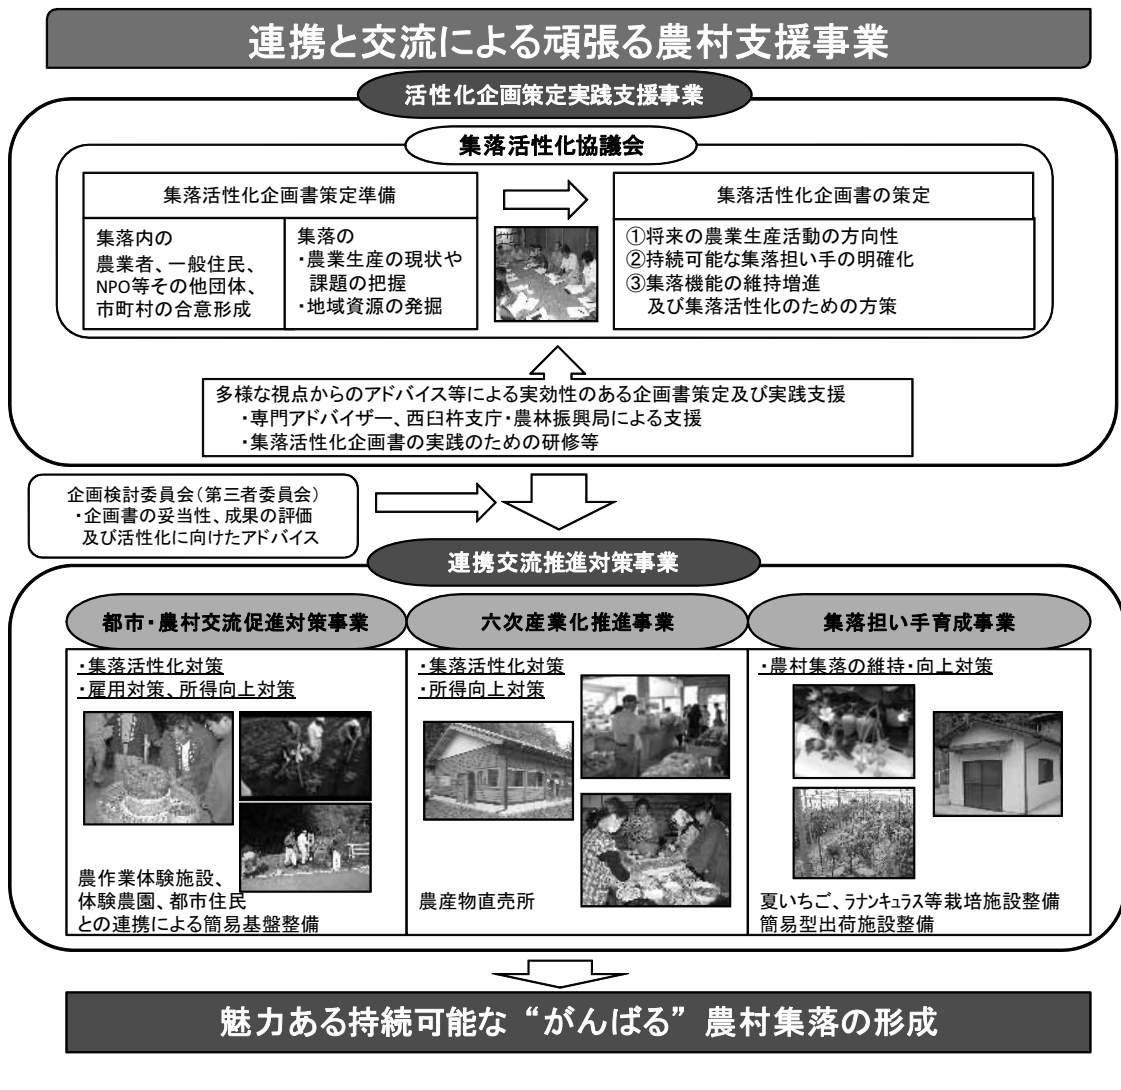 連携と交流による頑張る農村支援事業
活性化企画策定実践支援事業
集落活性化協議会
集落活性化企画書策定準備
集落内の
農業者、一般住民、
NPO等その他団体、
市町村の合意形成
集落の
・農業生産の現状や
課題の把握
・地域資源の発掘
集落活性化企画書の策定
①将来の農業生産活動の方向性
②持続可能な集落担い手の明確化
③集落機能の維持増進
及び集落活性化のための方策
多様な視点からのアドバイス等による実効性のある企画書策定及び実践支援
・専門アドバイザー、西臼杵支庁・農林振興局による支援
・集落活性化企画書の実践のための研修等
企画検討委員会(第三者委員会)
・企画書の妥当性、成果の評価
及び活性化に向けたアドバイス
連携交流推進対策事業
都市・農村交流促進対策事業
・集落活性化対策
・雇用対策、所得向上対策
農作業体験施設、
体験農園、都市住民
との連携による簡易基盤整備
六次産業化推進事業
・集落活性化対策
・所得向上対策
農産物直売所
集落担い手育成事業
・農村集落の維持・向上対策
夏いちご、ﾗﾅﾝｷｭﾗｽ等栽培施設整備
簡易型出荷施設整備
魅力ある持続可能な“がんばる”農村集落の形成